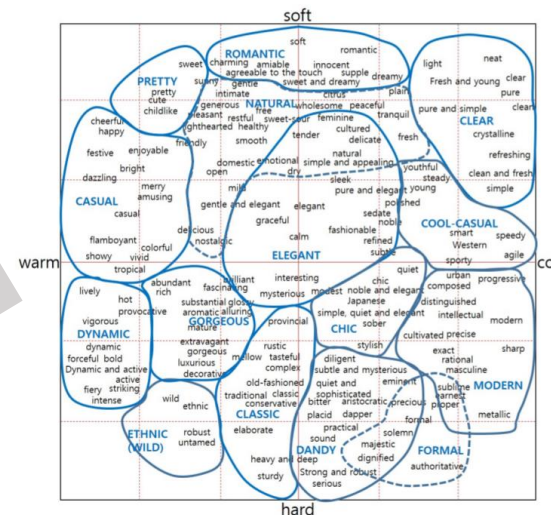 soft
ROMANTIC
soft
romantic
sweet
charming
amiable
innocent
light
neat
agreeable to the touch
supple
dreamy
PRETTY
sunny
gentle
sweet and dreamy
Fresh and young
clear
pretty
intimate
citrus
plain
pure
cute
generous
NATURAL
wholesome
peaceful
childlike
free
pure and simple
clean
pleasant
restful
sweet-sour
feminine
tranquil
CLEAR
cheerful
lighthearted
healthy
cultured
happy
tender
delicate
fresh
crystalline
friendly
smooth
festive
enjoyable
natural
refreshing
domestic
emotional
simple and appealing
bright
open
dry
youthful
clean and fresh
dazzling
sleek
steady
merry
mild
pure and elegant
young
simple
amusing
CASUAL
gentle and elegant
elegant
polished
casual
sedate
graceful
noble
COOL-CASUAL
delicious
fashionable
smart
speedy
flamboyant
nostalgic
calm
refined
Western
colorful
showy
vivid
ELEGANT
subtle
agile
warm
sporty
co
tropical
quiet
urban
progressive
abundant
brilliant
interesting
chic
composed
lively
rich
fascinating
mysterious
modest
noble and elegant
hot
substantial
glossy
Japanese
distinguished
provocative
aromatic
alluring
simple, quiet and elegant
intellectual
vigorous
GORGEOUS
provincial
sober
modern
mature
CHIC
DYNAMIC
cultivated
precise
dynamic
extravagant
rustic
stylish
exact
sharp
forceful
bold
gorgeous
mellow
tasteful
diligent
rational
Dynamic and active
luxurious
complex
subtle and mysterious
masculine
active
decorative
old-fashioned
quiet and
eminent
sublime
MODERN
fiery
striking
traditional
classic
sophisticated
earnest
intense
wild
conservative
bitter
aristocratic
precious
proper
ethnic
CLASSIC
placid
dapper
formal
metallic
ETHNIC
(WILD)
robust
elaborate
practical
solemn
untamed
sound
majestic
DANDY
FORMAL
heavy and deep
dignified
authoritative
sturdy
Strong and robust
serious
hard